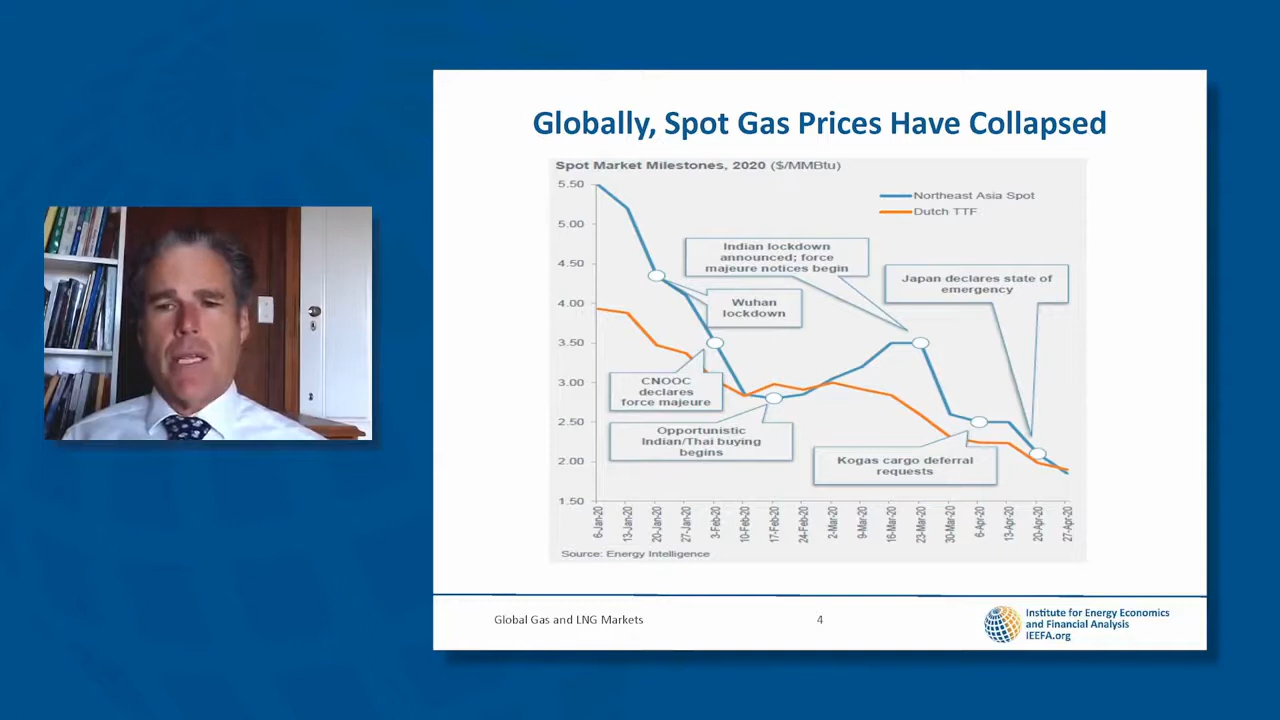 Globally, Spot Gas Prices Have Collapsed
Spot Market Milestones, 2020 ($/MMBtu)
5.50
5.00
4.50
4.00
3.50
3.00
2.50
2.00
1.50
Northeast Asia Spot
Dutch TTF
Indian lockdown
announced; force
majeure notices begin
Japan declares state of
emergency
Wuhan
lockdown
CNOOC
declares
force majeure
Opportunistic
Indian/Thai buying
begins
Kogas cargo deferral
requests
6-Jan-20
13-Jan-20
20-Jan-20
27-Jan-20
3-Feb-20
10-Feb-20
17-Feb-20
24-Feb-20
2-Mar-20
9-Mar-20
16-Mar-20
23-Mar-20
30-Mar-20
6-Apr-20
13-Apr-20
20-Apr-20
27-Apr-20
Source: Energy Intelligence
Global Gas and LNG Markets
4
Institute for Energy Economics
and Financial Analysis
IEEFA.org